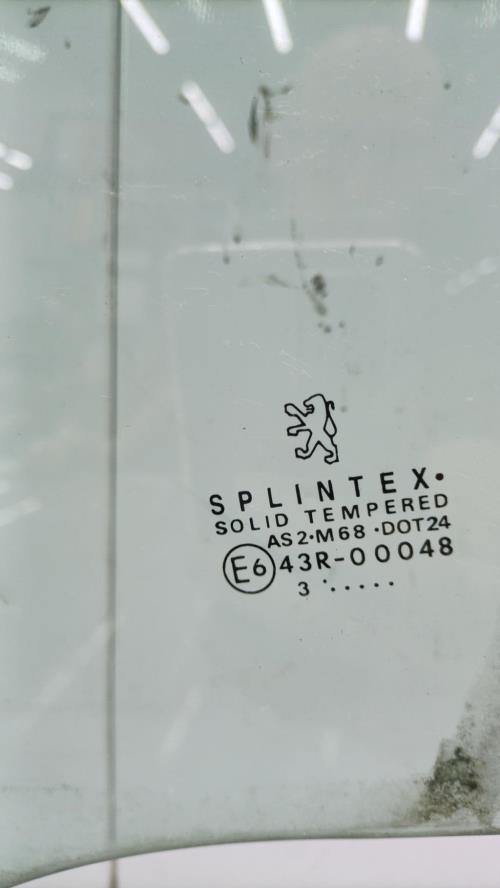 SPLINTEX·
SOLID TEMPERED
AS2·M68 ·DOT24
E6 43R-00048
3 ·.....